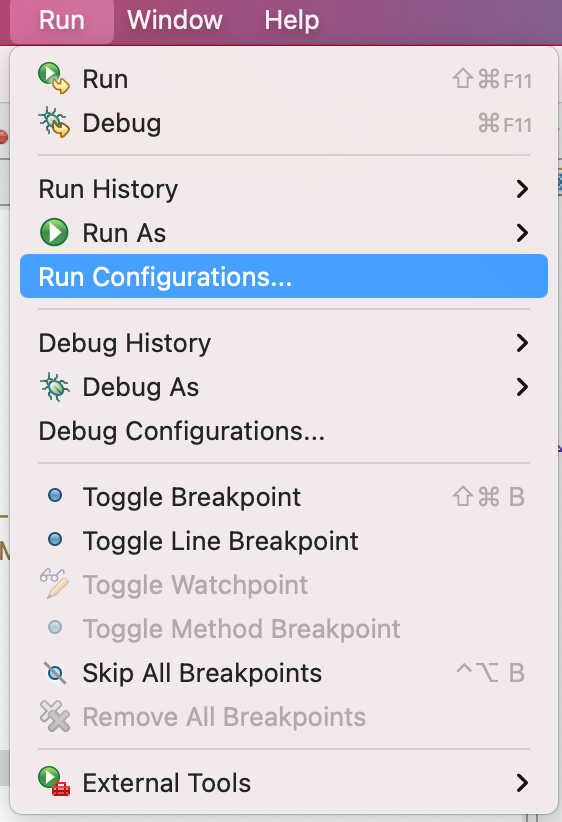 Run Window Help
Run ⇧⌘F11
Debug ⌘F11
Run History
Run As
Run Configurations...
Debug History
Debug As
Debug Configurations...
Toggle Breakpoint ⇧⌘ B
Toggle Line Breakpoint
Toggle Watchpoint
Toggle Method Breakpoint
Skip All Breakpoints ^⌥ B
Remove All Breakpoints
External Tools